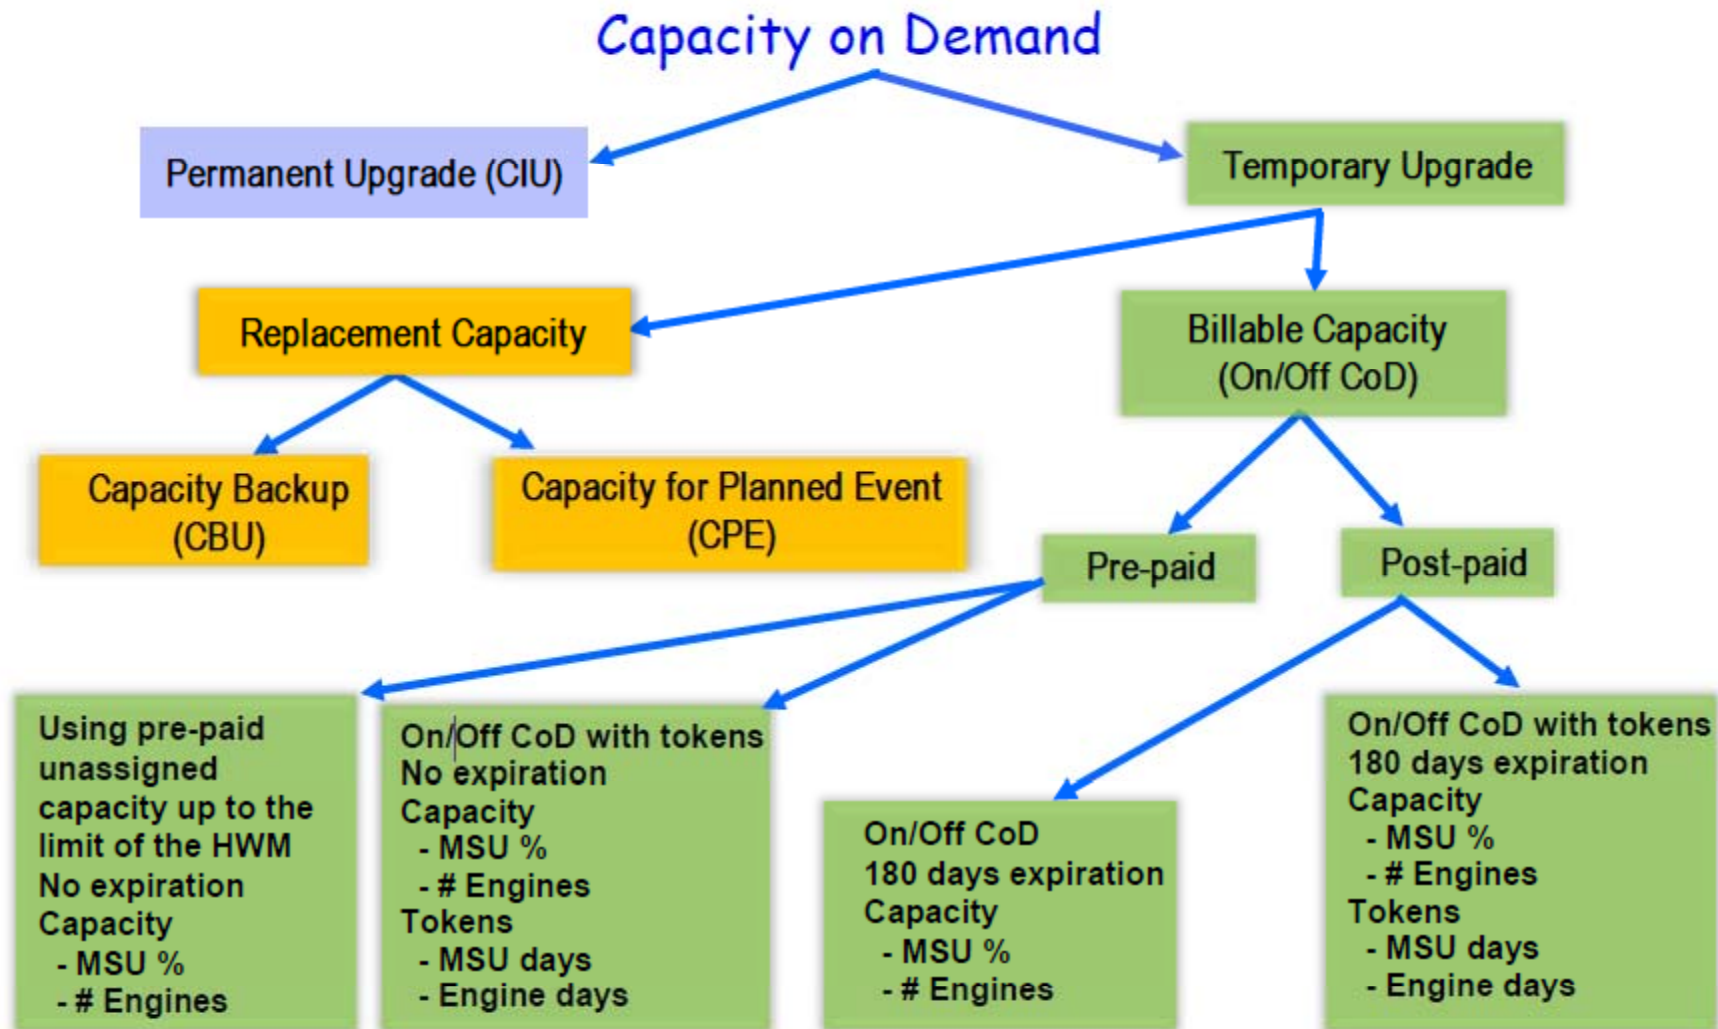 Capacity on Demand
Permanent Upgrade (CIU)
Temporary Upgrade
Replacement Capacity
Billable Capacity
(On/Off CoD)
Capacity Backup
(CBU)
Capacity for Planned Event
(CPE)
Pre-paid
Post-paid
Using pre-paid
unassigned
capacity up to the
limit of the HWM
No expiration
Capacity
- MSU %
- # Engines
On/Off CoD with tokens
No expiration
Capacity
- MSU %
- # Engines
Tokens
- MSU days
- Engine days
On/Off CoD
180 days expiration
Capacity
- MSU %
- # Engines
On/Off CoD with tokens
180 days expiration
Capacity
- MSU %
- # Engines
Tokens
- MSU days
- Engine days